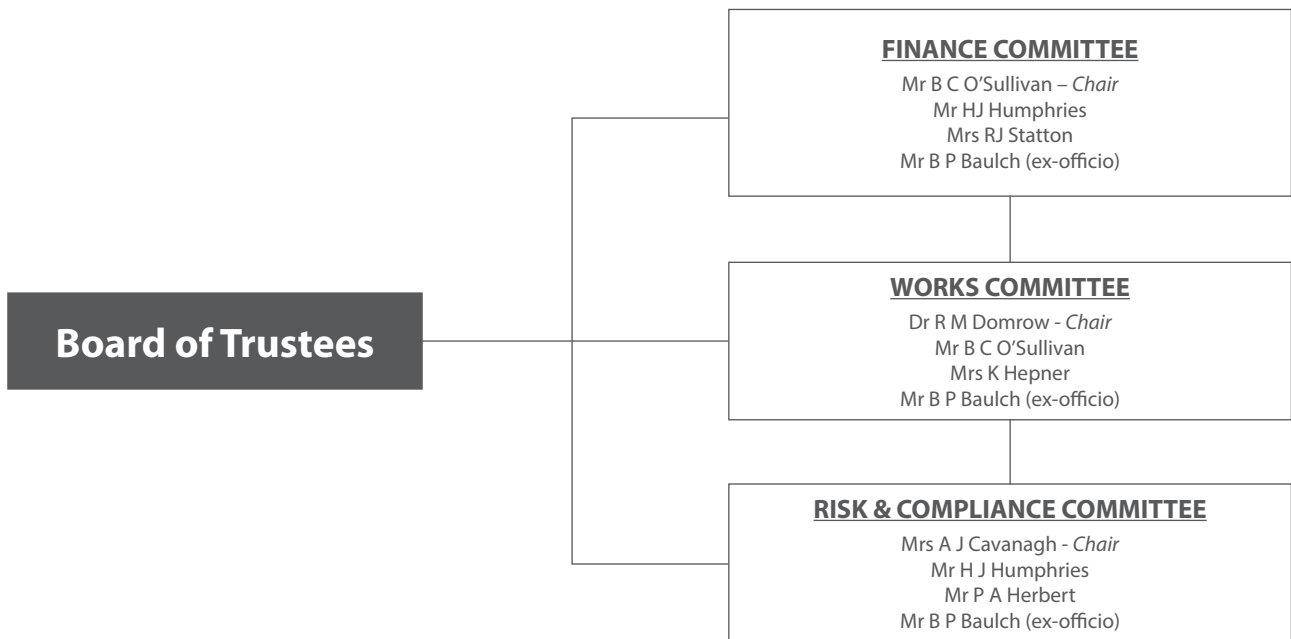 Board of Trustees
FINANCE COMMITTEE
Mr B C O’Sullivan – Chair
Mr HJ Humphries
Mrs RJ Statton
Mr B P Baulch (ex-officio)
WORKS COMMITTEE
Dr R M Domrow - Chair
Mr B C O’Sullivan
Mrs K Hepner
Mr B P Baulch (ex-officio)
RISK & COMPLIANCE COMMITTEE
Mrs A J Cavanagh - Chair
Mr H J Humphries
Mr P A Herbert
Mr B P Baulch (ex-officio)